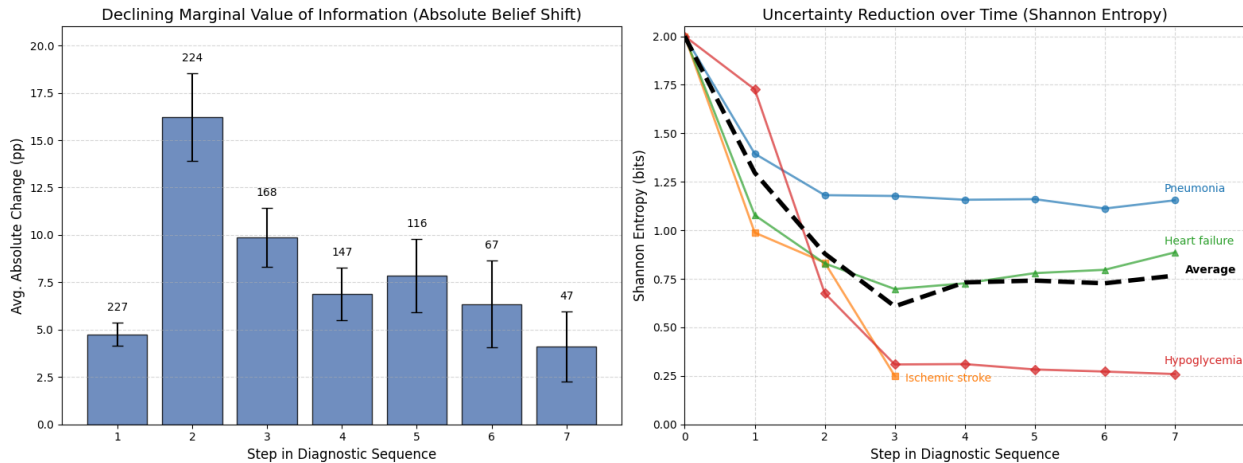 Declining Marginal Value of Information (Absolute Belief Shift)
Avg. Absolute Change (pp)
20.0
17.5
15.0
12.5
10.0
7.5
5.0
2.5
0.0
227
224
168
147
116
67
47
1 2 3 4 5 6 7
Step in Diagnostic Sequence
Uncertainty Reduction over Time (Shannon Entropy)
Shannon Entropy (bits)
2.00
1.75
1.50
1.25
1.00
0.75
0.50
0.25
0.00
Pneumonia
Heart failure
Average
Hypoglycemia
Ischemic stroke
0 1 2 3 4 5 6 7
Step in Diagnostic Sequence